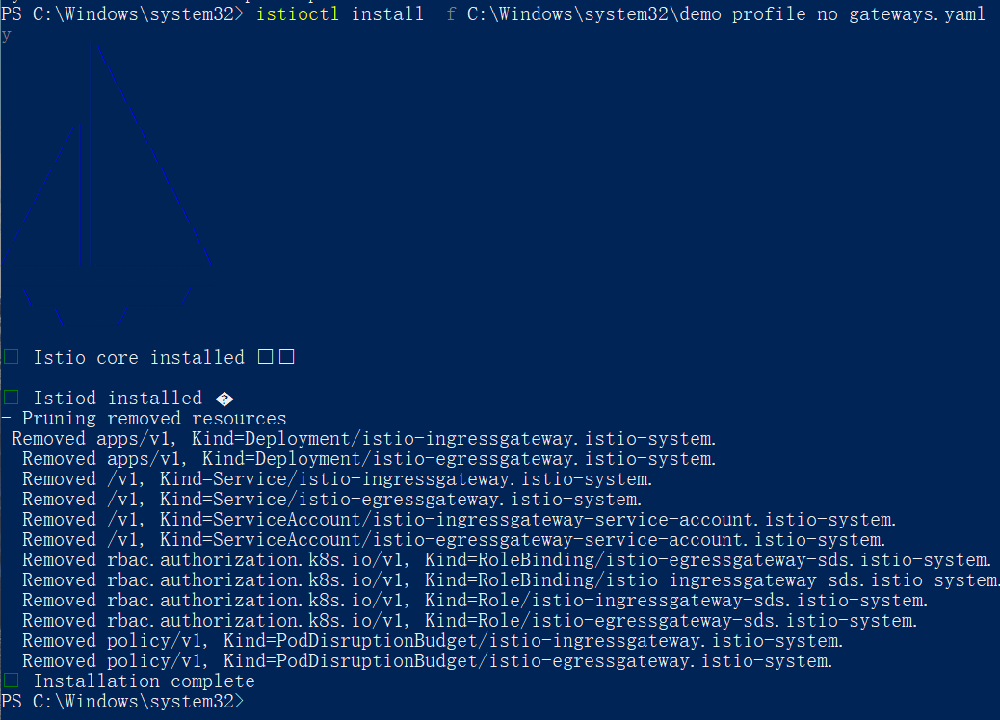 PS C:\Windows\system32> istioctl install -f C:\Windows\system32\demo-profile-no-gateways.yaml -
y
□ Istio core installed □□
□ Istiod installed �
- Pruning removed resources
Removed apps/v1, Kind=Deployment/istio-ingressgateway.istio-system.
Removed apps/v1, Kind=Deployment/istio-egressgateway.istio-system.
Removed /v1, Kind=Service/istio-ingressgateway.istio-system.
Removed /v1, Kind=Service/istio-egressgateway.istio-system.
Removed /v1, Kind=ServiceAccount/istio-ingressgateway-service-account.istio-system.
Removed /v1, Kind=ServiceAccount/istio-egressgateway-service-account.istio-system.
Removed rbac.authorization.k8s.io/v1, Kind=RoleBinding/istio-egressgateway-sds.istio-system.
Removed rbac.authorization.k8s.io/v1, Kind=RoleBinding/istio-ingressgateway-sds.istio-system.
Removed rbac.authorization.k8s.io/v1, Kind=Role/istio-ingressgateway-sds.istio-system.
Removed rbac.authorization.k8s.io/v1, Kind=Role/istio-egressgateway-sds.istio-system.
Removed policy/v1, Kind=PodDisruptionBudget/istio-ingressgateway.istio-system.
Removed policy/v1, Kind=PodDisruptionBudget/istio-egressgateway.istio-system.
□ Installation complete
PS C:\Windows\system32>